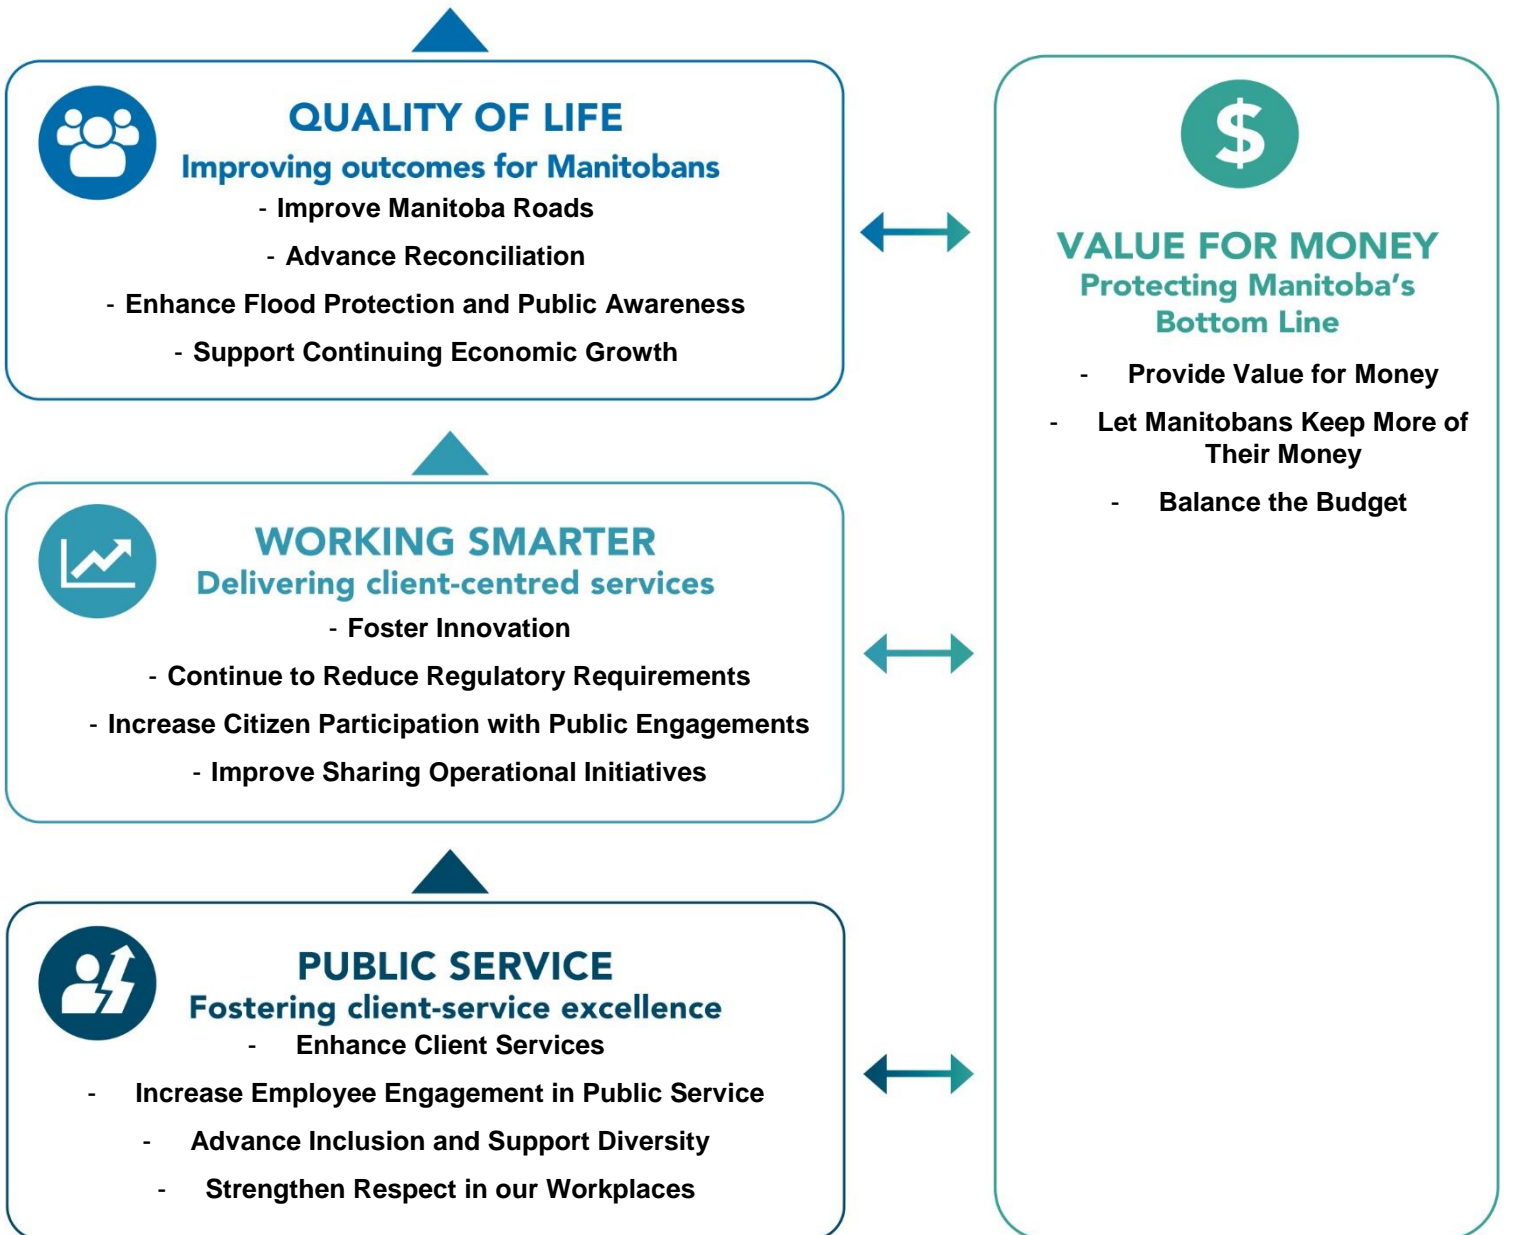 QUALITY OF LIFE
Improving outcomes for Manitobans
- Improve Manitoba Roads
- Advance Reconciliation
- Enhance Flood Protection and Public Awareness
- Support Continuing Economic Growth
WORKING SMARTER
Delivering client-centred services
- Foster Innovation
- Continue to Reduce Regulatory Requirements
- Increase Citizen Participation with Public Engagements
- Improve Sharing Operational Initiatives
PUBLIC SERVICE
Fostering client-service excellence
- Enhance Client Services
- Increase Employee Engagement in Public Service
- Advance Inclusion and Support Diversity
- Strengthen Respect in our Workplaces
$
VALUE FOR MONEY
Protecting Manitoba's
Bottom Line
- Provide Value for Money
- Let Manitobans Keep More of
Their Money
- Balance the Budget